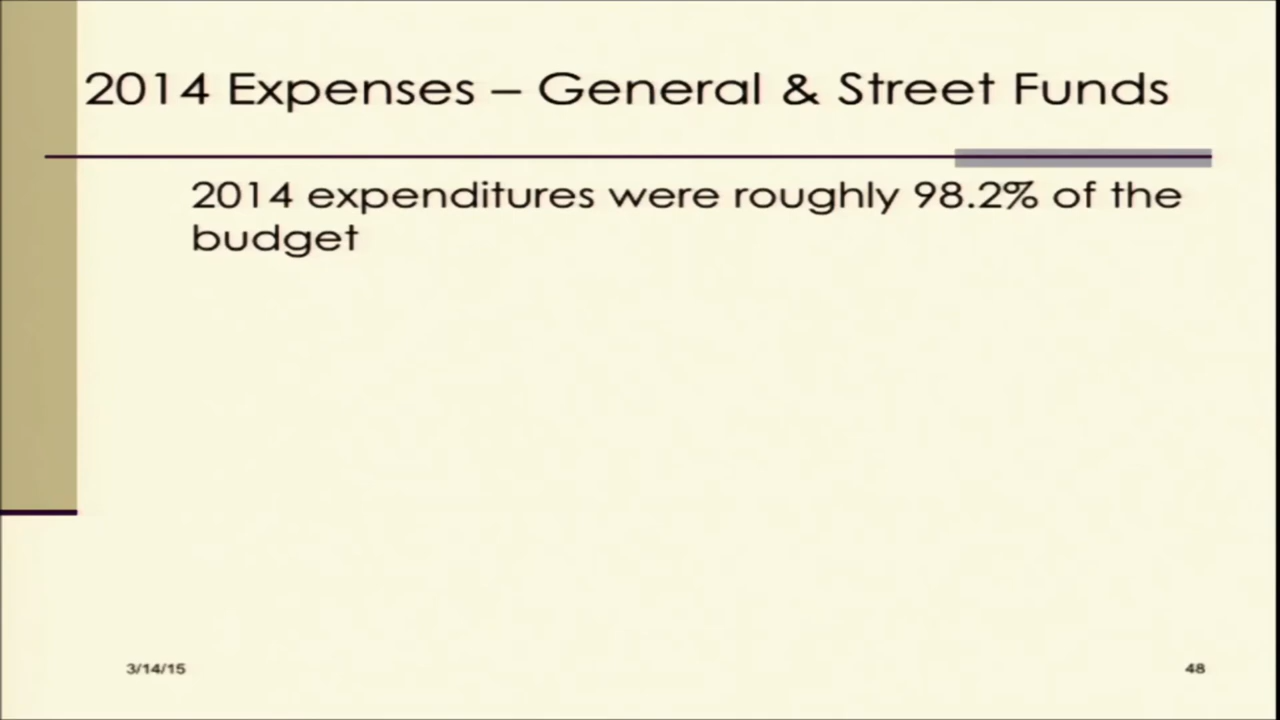 2014 Expenses – General & Street Funds
2014 expenditures were roughly 98.2% of the
budget
3/14/15
48